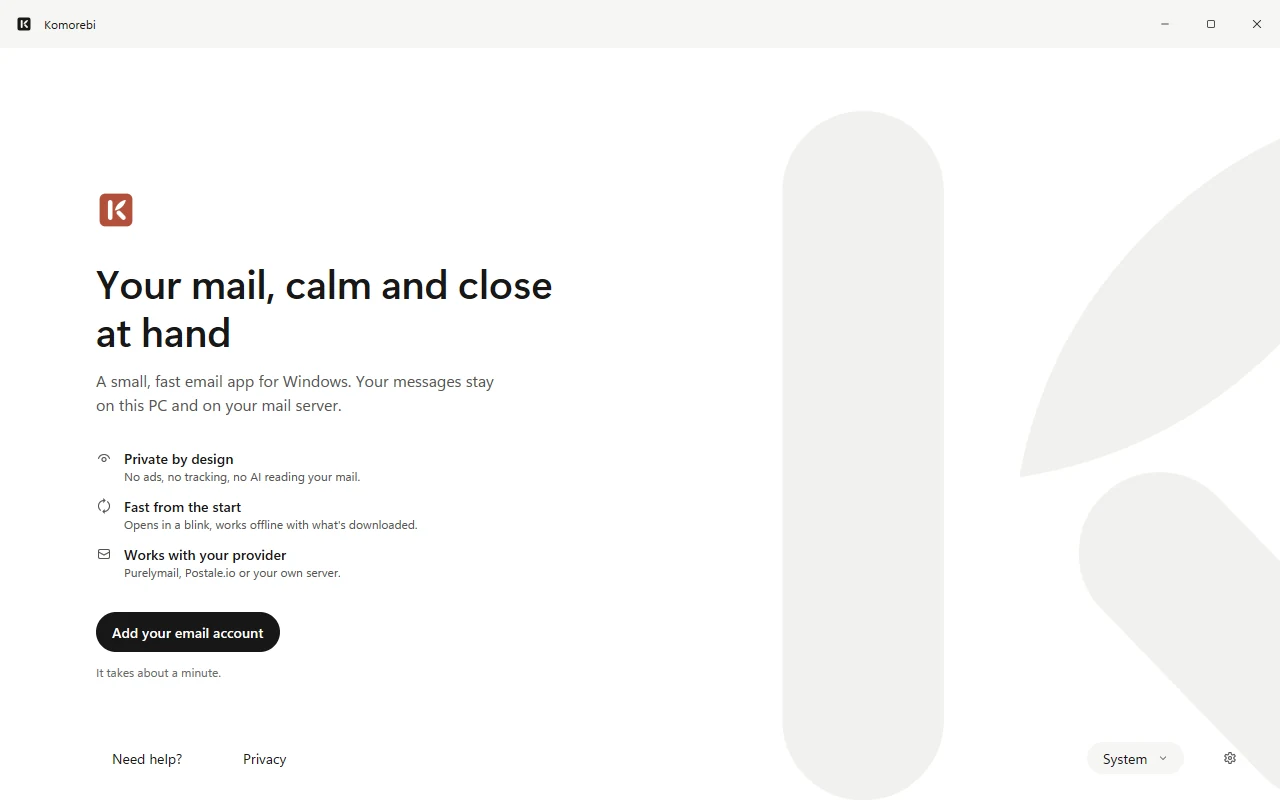 Komorebi
Your mail, calm and close
at hand
A small, fast email app for Windows. Your messages stay
on this PC and on your mail server.
Private by design
No ads, no tracking, no AI reading your mail.
Fast from the start
Opens in a blink, works offline with what's downloaded.
Works with your provider
Purelymail, Postale.io or your own server.
Add your email account
It takes about a minute.
Need help?
Privacy
System